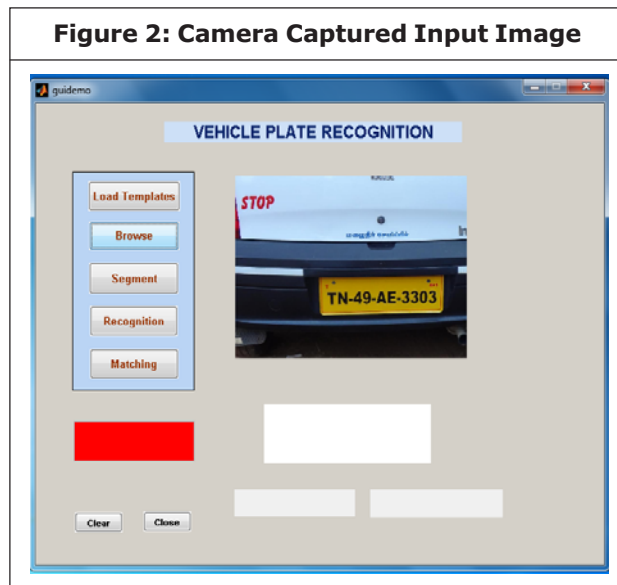 Figure 2: Camera Captured Input Image
guidemo
VEHICLE PLATE RECOGNITION
Load Templates
Browse
Segment
Recognition
Matching
STOP
In
TN-49-AE-3303
Clear
Close